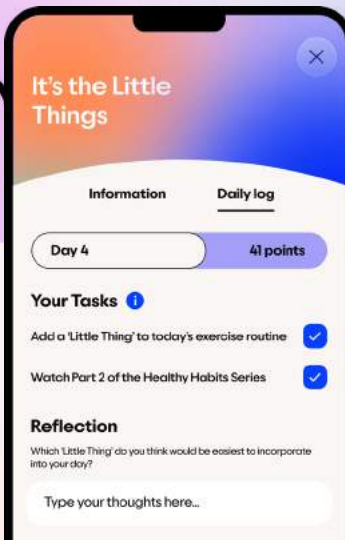 It's the Little
Things
Information Daily log
Day 4 41 points
Your Tasks i
Add a 'Little Thing' to today's exercise routine
Watch Part 2 of the Healthy Habits Series
Reflection
Which 'Little Thing' do you think would be easiest to incorporate
into your day?
Type your thoughts here...